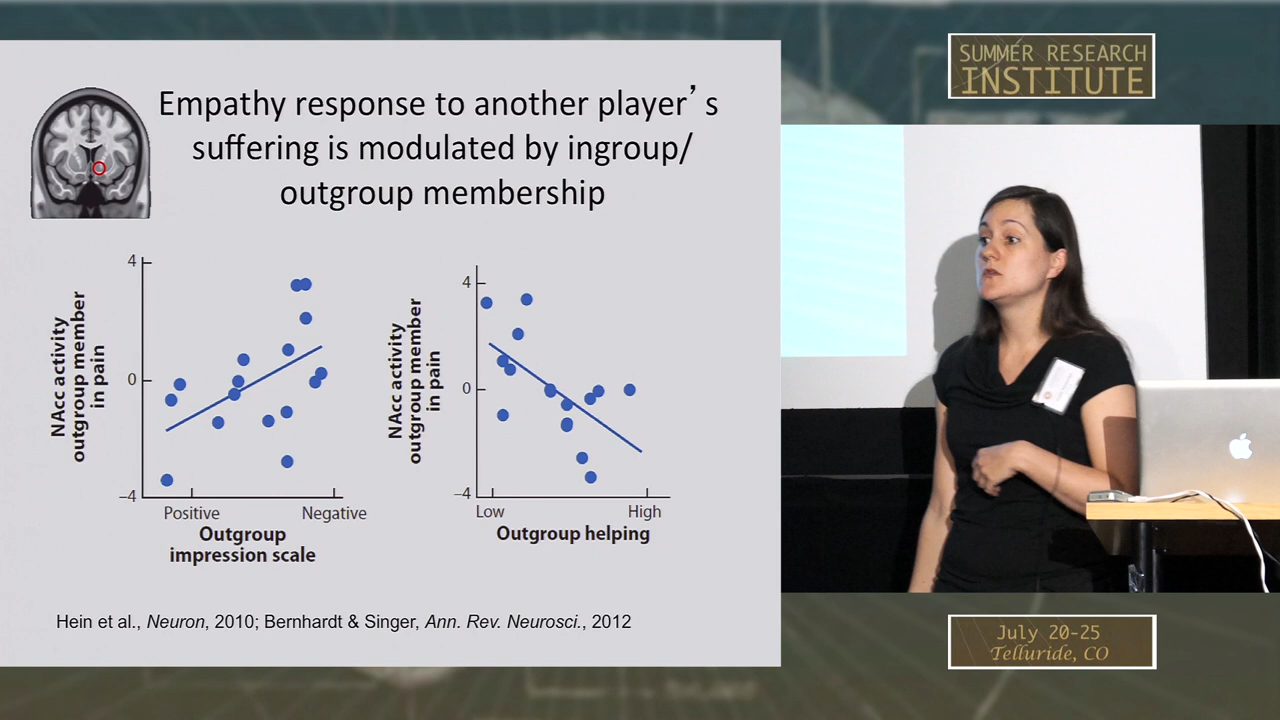 Empathy response to another player's
suffering is modulated by ingroup/
outgroup membership
4
0
−4
NAcc activity
outgroup member
in pain
Positive
Negative
Outgroup
impression scale
4
0
−4
NAcc activity
outgroup member
in pain
Low
High
Outgroup helping
Hein et al., Neuron, 2010; Bernhardt & Singer, Ann. Rev. Neurosci., 2012
SUMMER RESEARCH
INSTITUTE
July 20-25
Telluride, CO